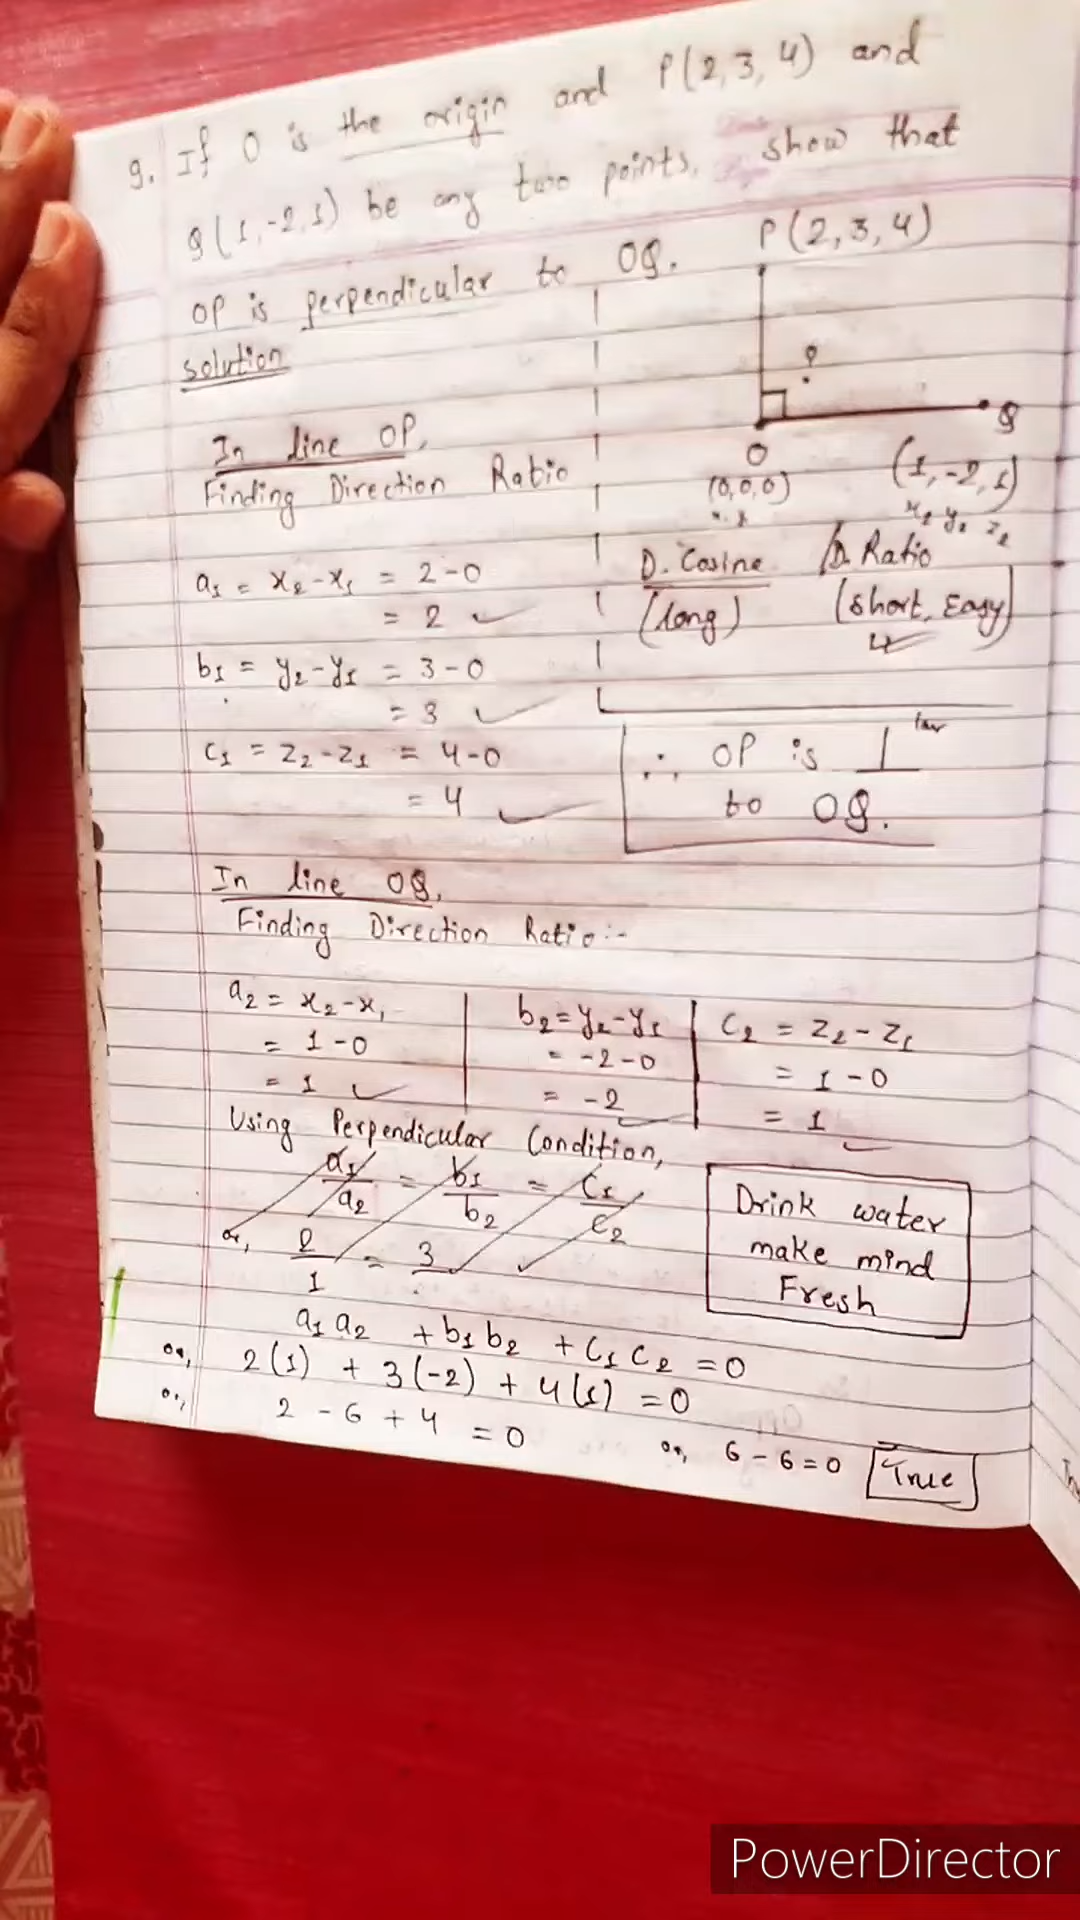 9. If O is the origin and P(2,3,4) and
Q(1,-2,1) be any two points, show that
OP is perpendicular to OQ.
solution
P(2,3,4)
Q
O
(0,0,0)
(1,-2,1)
x₂ y₂ z₂
In line OP,
Finding Direction Ratio
a₁ = x₂-x₁ = 2-0
= 2
b₁ = y₂-y₁ = 3-0
= 3
c₁ = z₂-z₁ = 4-0
= 4
D. Cosine / D. Ratio
(long) (short, Easy)
∴ OP is ⊥ lar
to OQ.
In line OQ,
Finding Direction Ratio:-
a₂ = x₂-x₁
= 1-0
= 1
b₂ = y₂-y₁
= -2-0
= -2
c₂ = z₂-z₁
= 1-0
= 1
Using Perpendicular Condition,
a₁/a₂ = b₁/b₂ = c₁/c₂
or, 2/1 = 3
Drink water
make mind
Fresh
a₁a₂ + b₁b₂ + c₁c₂ = 0
or, 2(1) + 3(-2) + 4(1) = 0
or, 2 - 6 + 4 = 0 or, 6-6=0 True
PowerDirector